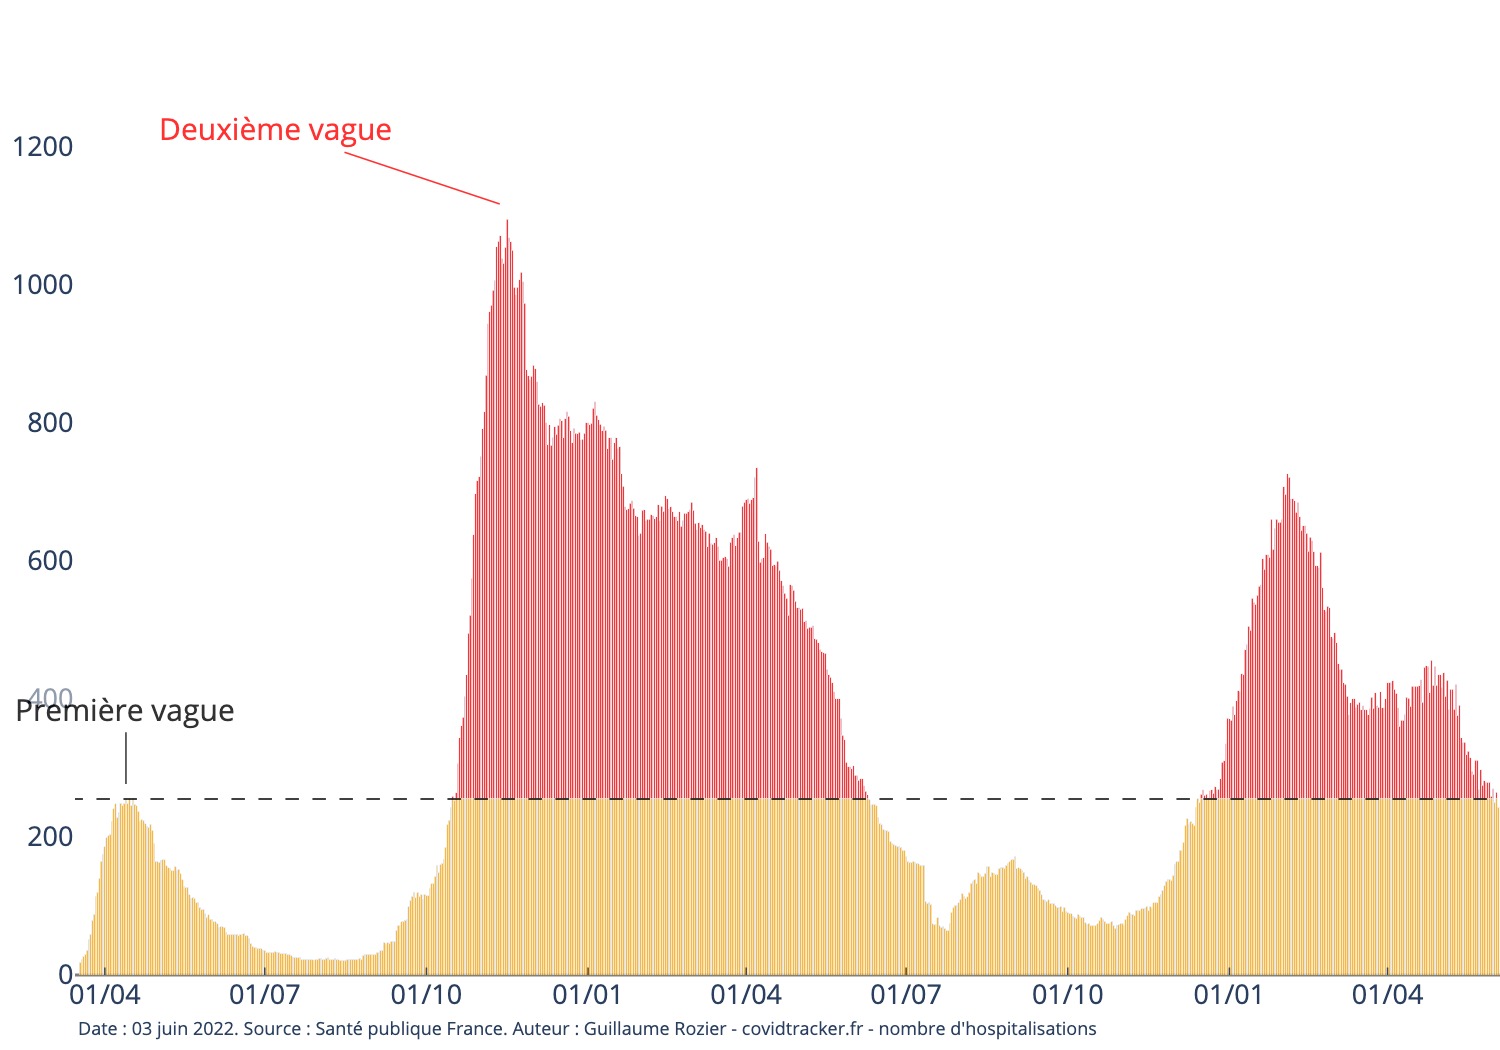 Deuxième vague
1200
1000
800
600
400
Première vague
200
0
01/04 01/07 01/10 01/01 01/04 01/07 01/10 01/01 01/04
Date : 03 juin 2022. Source : Santé publique France. Auteur : Guillaume Rozier - covidtracker.fr - nombre d'hospitalisations